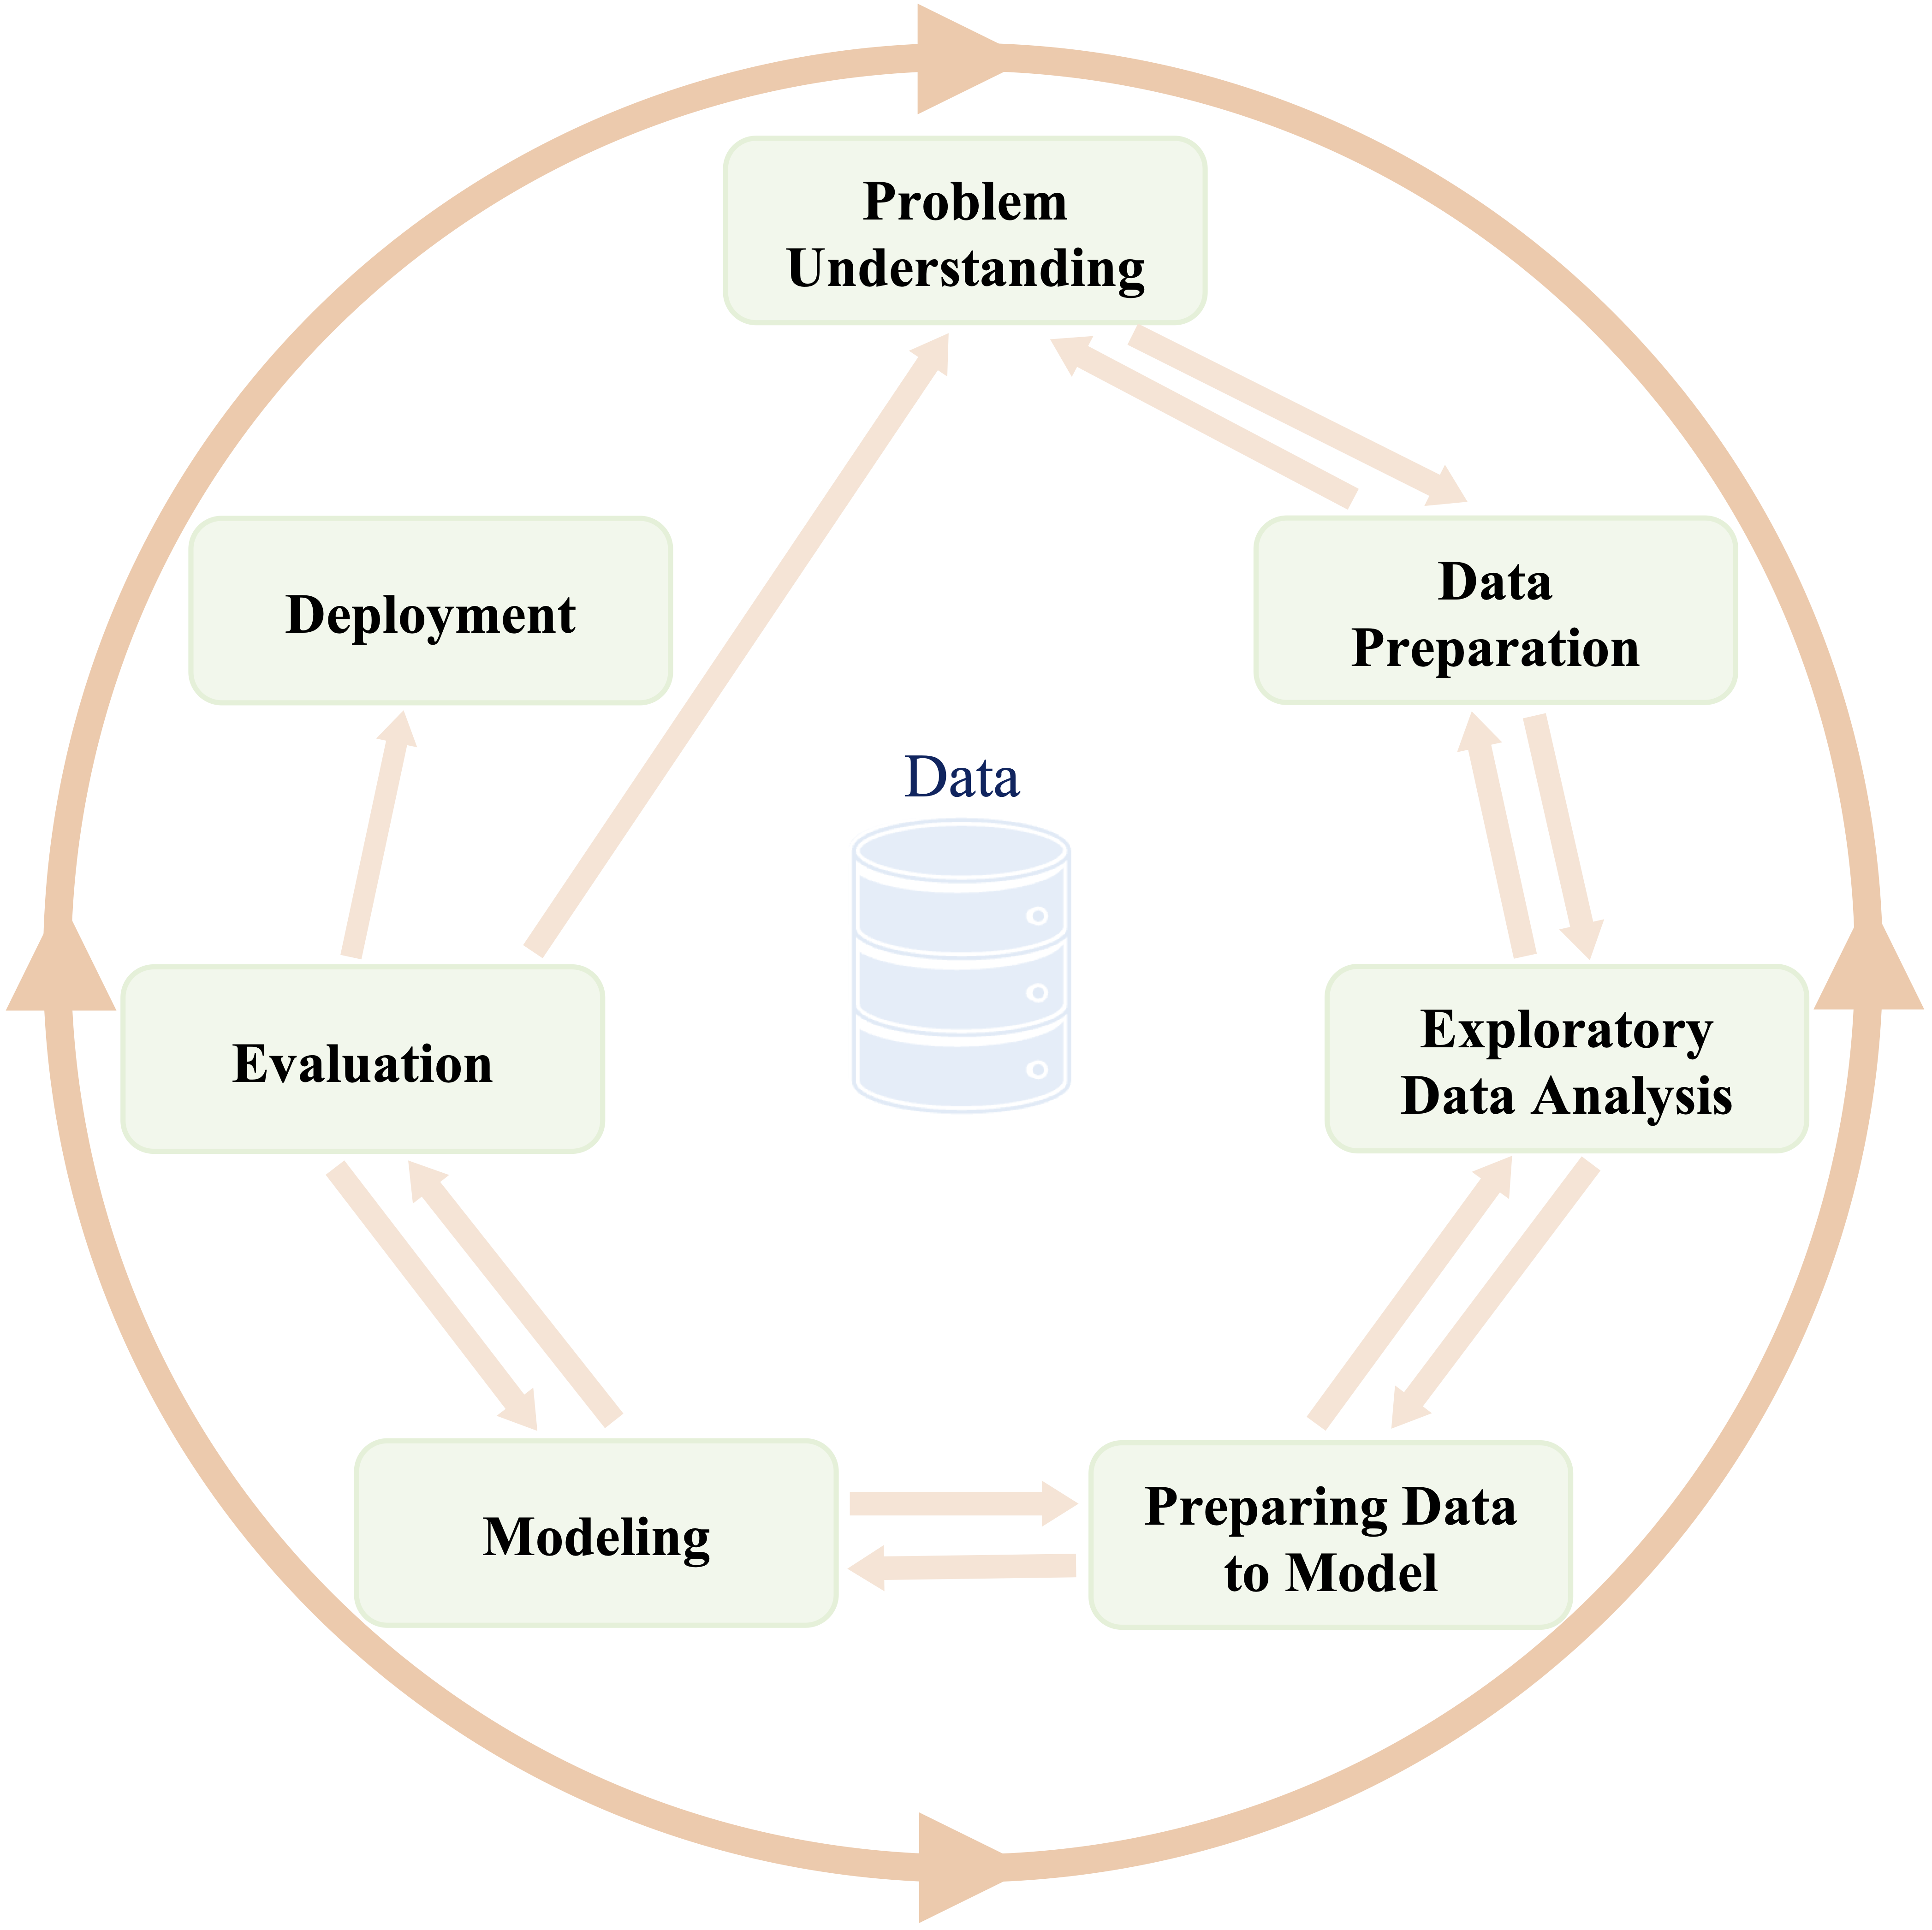 Problem
Understanding
Data
Preparation
Exploratory
Data Analysis
Preparing Data
to Model
Modeling
Evaluation
Deployment
Data